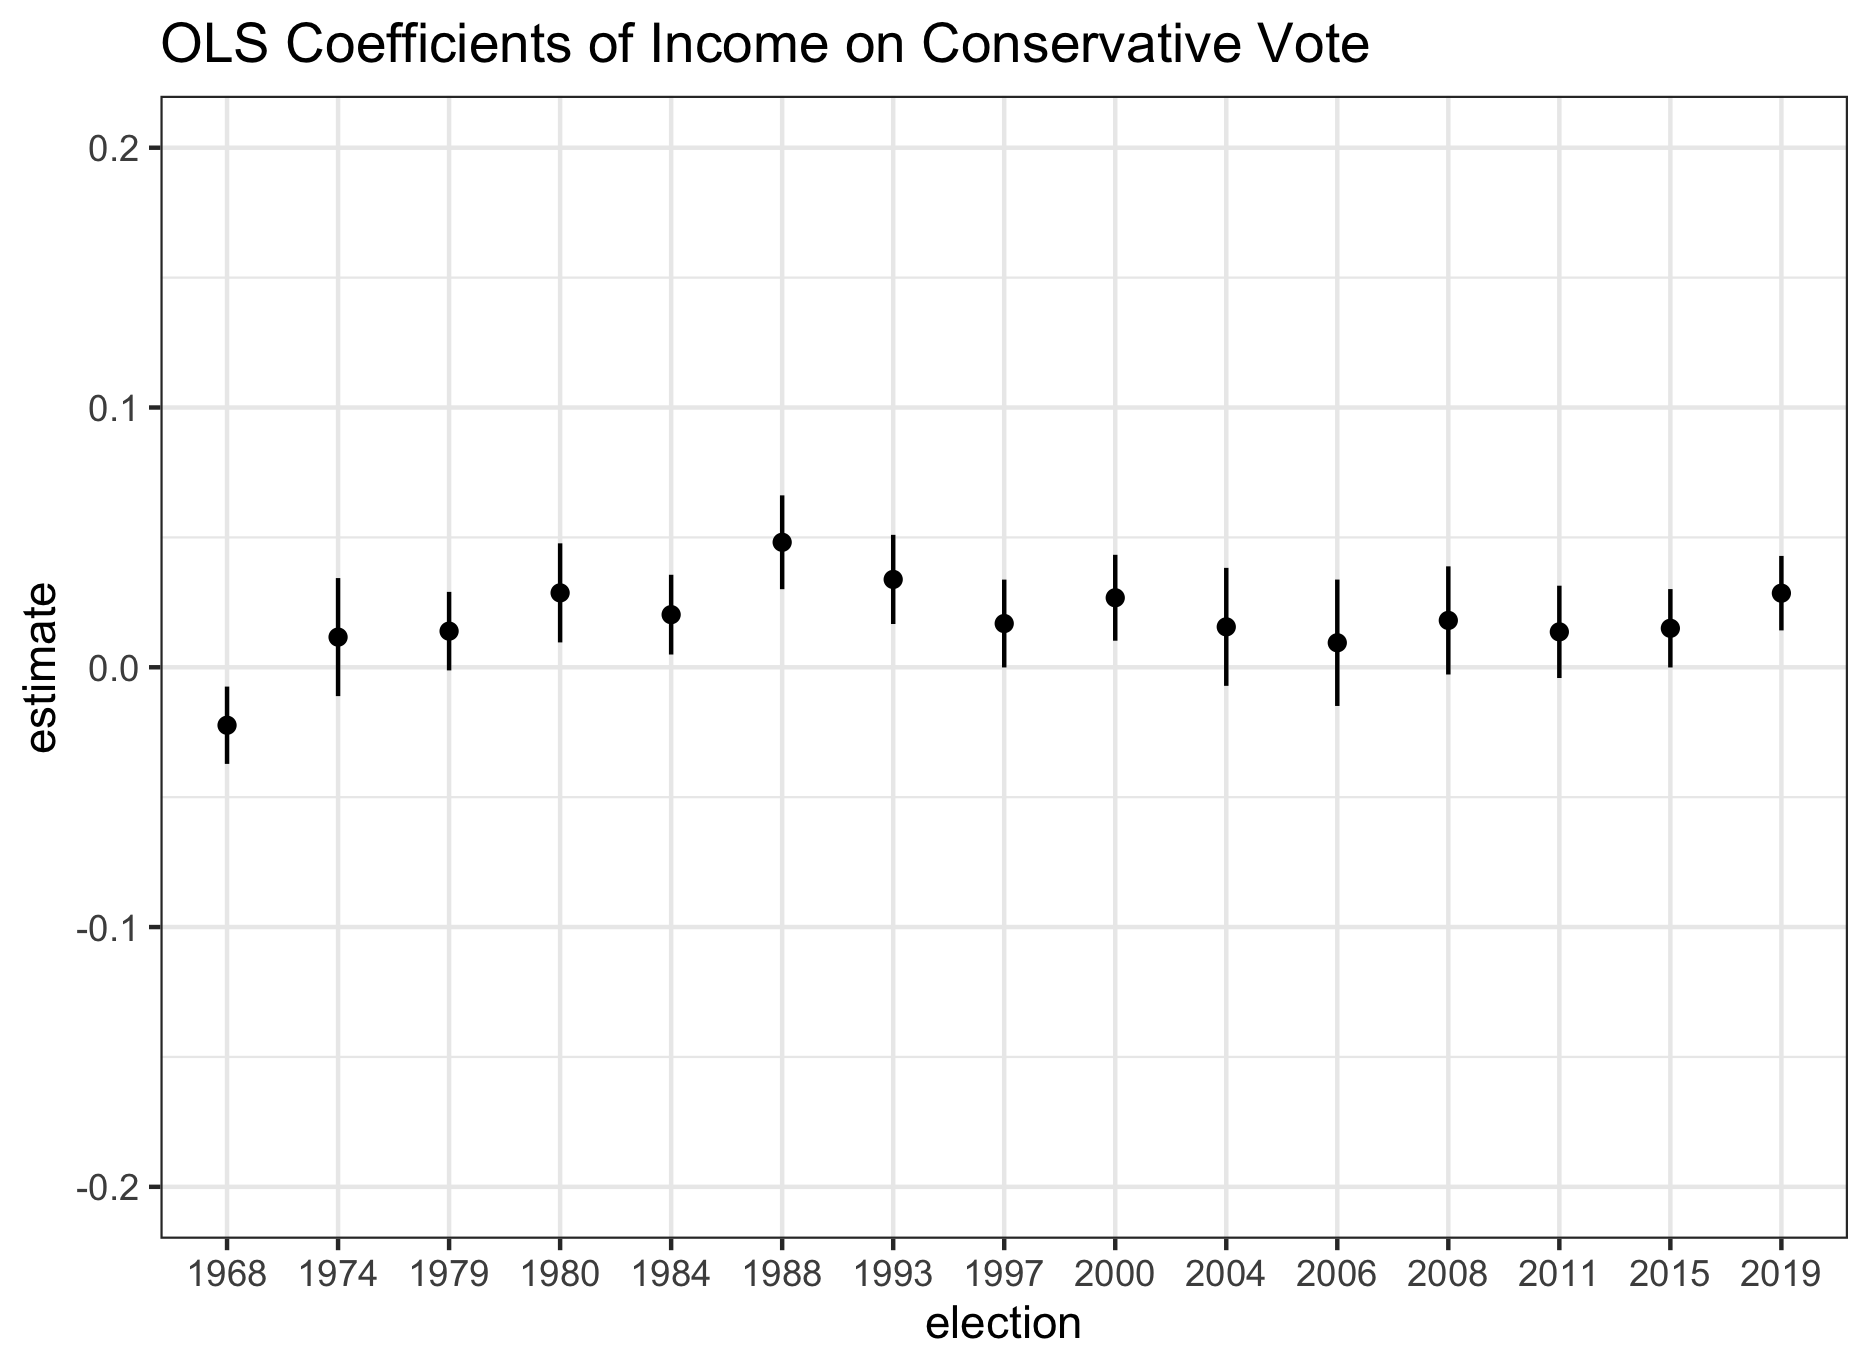 OLS Coefficients of Income on Conservative Vote
0.2
0.1
0.0
-0.1
-0.2
estimate
1968 1974 1979 1980 1984 1988 1993 1997 2000 2004 2006 2008 2011 2015 2019
election